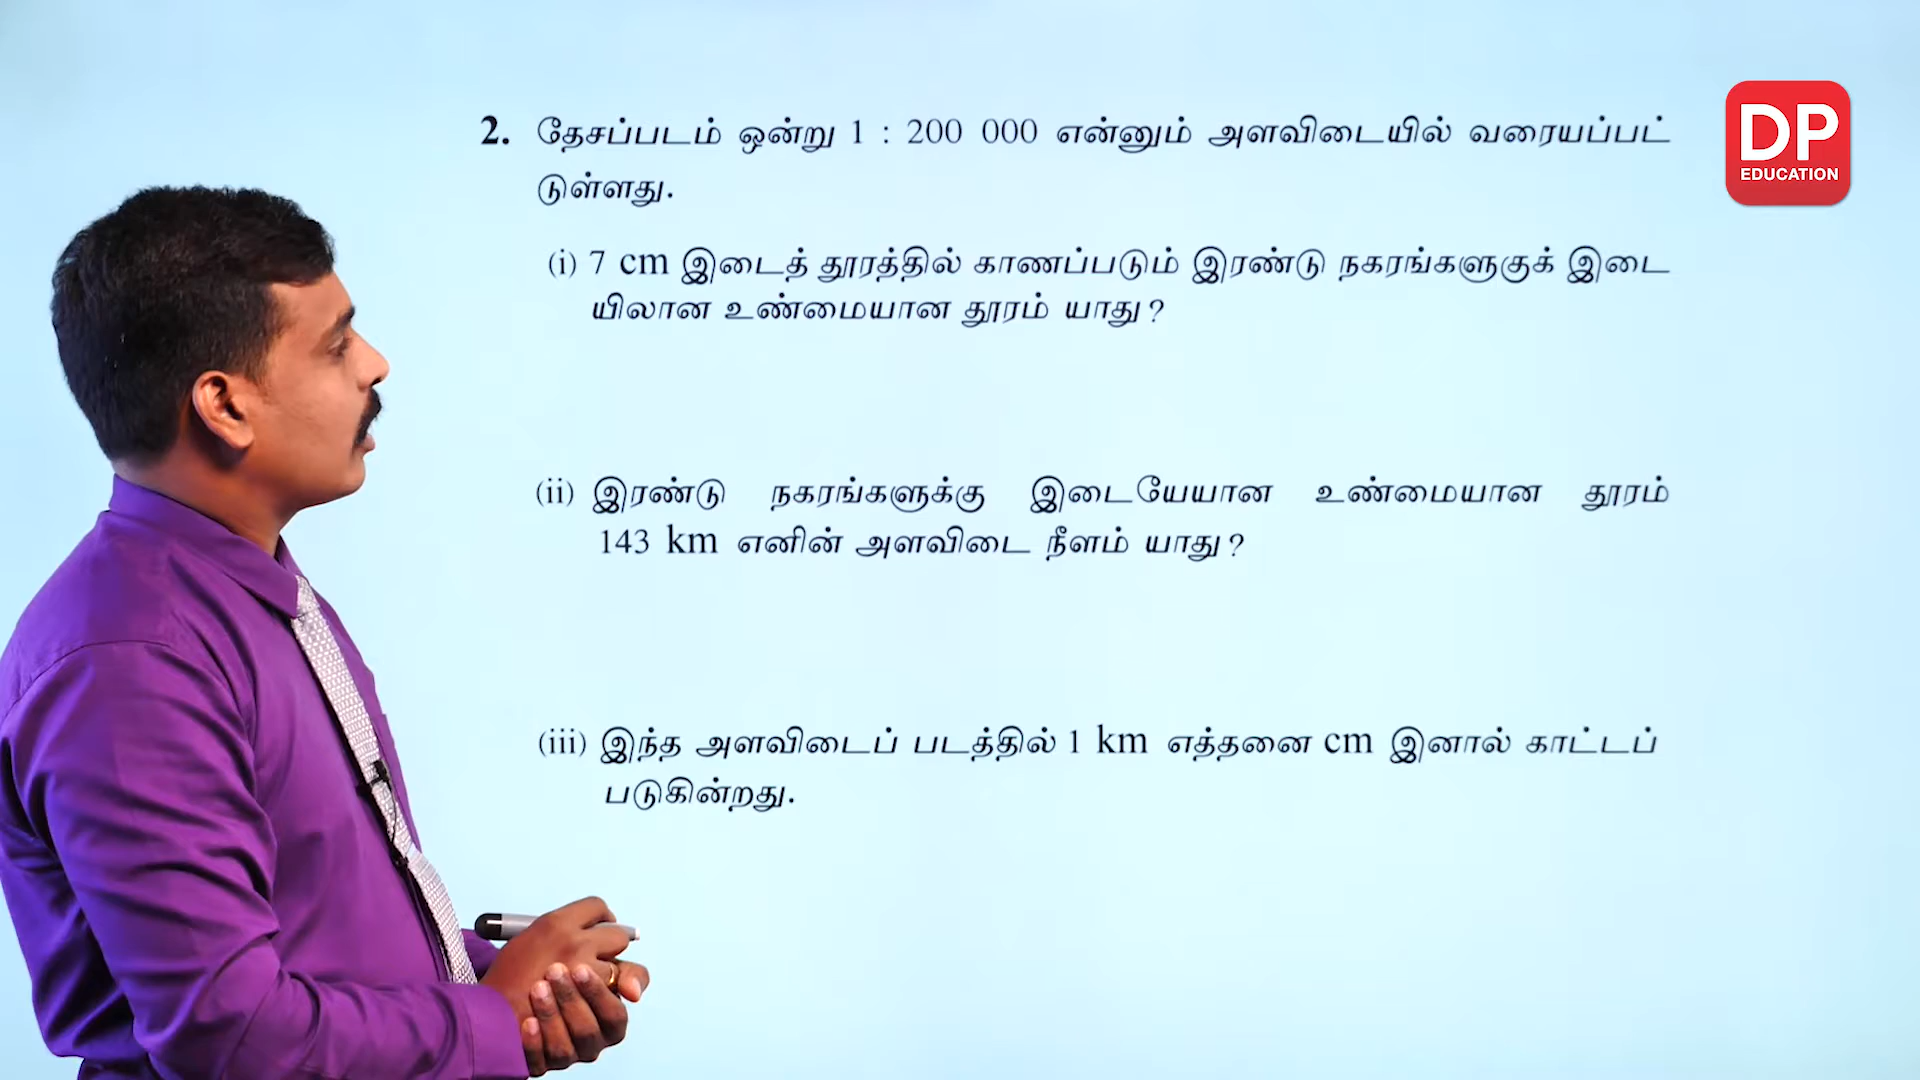 DP
EDUCATION
2. தேசப்படம் ஒன்று 1 : 200 000 என்னும் அளவிடையில் வரையப்பட்
டுள்ளது.
(i) 7 cm இடைத் தூரத்தில் காணப்படும் இரண்டு நகரங்களுகுக் இடை
யிலான உண்மையான தூரம் யாது?
(ii) இரண்டு நகரங்களுக்கு இடையேயான உண்மையான தூரம்
143 km எனின் அளவிடை நீளம் யாது?
(iii) இந்த அளவிடைப் படத்தில் 1 km எத்தனை cm இனால் காட்டப்
படுகின்றது.